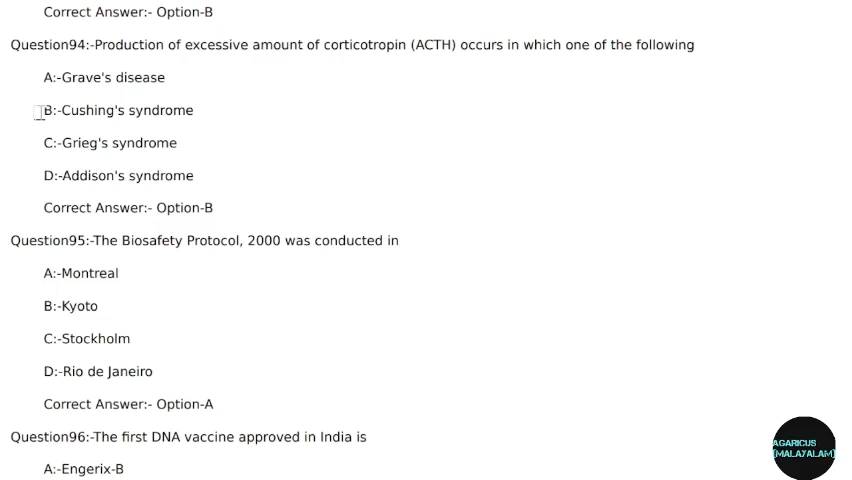 Correct Answer:- Option-B
Question94:-Production of excessive amount of corticotropin (ACTH) occurs in which one of the following
A:-Grave's disease
B:-Cushing's syndrome
C:-Grieg's syndrome
D:-Addison's syndrome
Correct Answer:- Option-B
Question95:-The Biosafety Protocol, 2000 was conducted in
A:-Montreal
B:-Kyoto
C:-Stockholm
D:-Rio de Janeiro
Correct Answer:- Option-A
Question96:-The first DNA vaccine approved in India is
A:-Engerix-B
AGARICUS
[MALAYALAM]